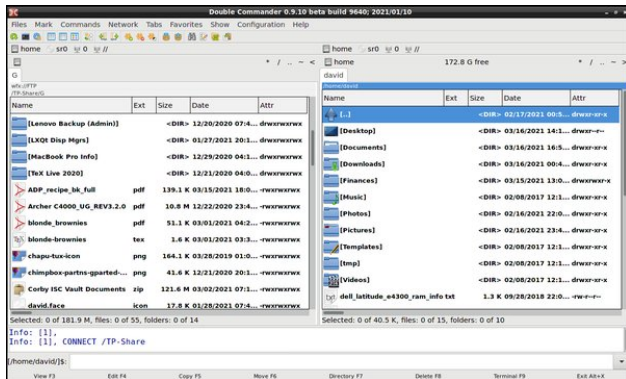 Double Commander 0.9.10 beta build 9640; 2021/01/10
Files Mark Commands Network Tabs Favorites Show Configuration Help
home sr0 //
home sr0 //
* / .. ~ <
home 172.8 G free * / .. ~ >
G
david
wfx://FTP
/TP-Share/G
/home/david
Name Ext Size Date Attr
[Lenovo Backup (Admin)] <DIR> 12/20/2020 07:4... drwxrwxrwx
[LXQt Disp Mgrs] <DIR> 01/27/2021 20:1... drwxrwxrwx
[MacBook Pro Info] <DIR> 12/29/2020 04:1... drwxrwxrwx
[TeX Live 2020] <DIR> 12/21/2020 04:0... drwxrwxrwx
ADP_recipe_bk_full pdf 139.1 K 03/15/2021 18:0... -rwxrwxrwx
Archer C4000_UG_REV3.2.0 pdf 10.8 M 12/22/2020 23:4... -rwxrwxrwx
blonde_brownies pdf 51.1 K 03/01/2021 04:2... -rwxrwxrwx
blonde-brownies tex 1.6 K 03/01/2021 03:3... -rwxrwxrwx
chapu-tux-icon png 164.1 K 03/28/2019 01:0... -rwxrwxrwx
chimpbox-partns-gparted-... png 41.6 K 12/21/2020 20:1... -rwxrwxrwx
Corby ISC Vault Documents zip 121.6 M 03/02/2021 07:1... -rwxrwxrwx
david.face icon 17.8 K 01/28/2021 07:4... -rwxrwxrwx
Selected: 0 of 181.9 M, files: 0 of 55, folders: 0 of 14
Name Ext Size Date Attr
[..] <DIR> 02/17/2021 00:5... drwxr-xr-x
[Desktop] <DIR> 03/16/2021 14:1... drwxr--r--
[Documents] <DIR> 03/16/2021 16:5... drwxr-xr-x
[Downloads] <DIR> 03/16/2021 00:4... drwxr-xr-x
[Finances] <DIR> 03/15/2021 13:0... drwxrwxr-x
[Music] <DIR> 02/08/2017 12:1... drwxr-xr-x
[Photos] <DIR> 02/16/2021 22:0... drwxr-xr-x
[Pictures] <DIR> 02/16/2021 23:4... drwxr-xr-x
[Templates] <DIR> 02/08/2017 12:1... drwxr-xr-x
[tmp] <DIR> 02/08/2017 12:1... drwxr-xr-x
[Videos] <DIR> 02/08/2017 12:1... drwxr-xr-x
dell_latitude_e4300_ram_info txt 1.3 K 09/28/2018 22:0... -rw-r--r--
Selected: 0 of 40.5 K, files: 0 of 15, folders: 0 of 10
Info: [1],
Info: [1], CONNECT /TP-Share
[/home/david/]$:
View F3 Edit F4 Copy F5 Move F6 Directory F7 Delete F8 Terminal F9 Exit Alt+X